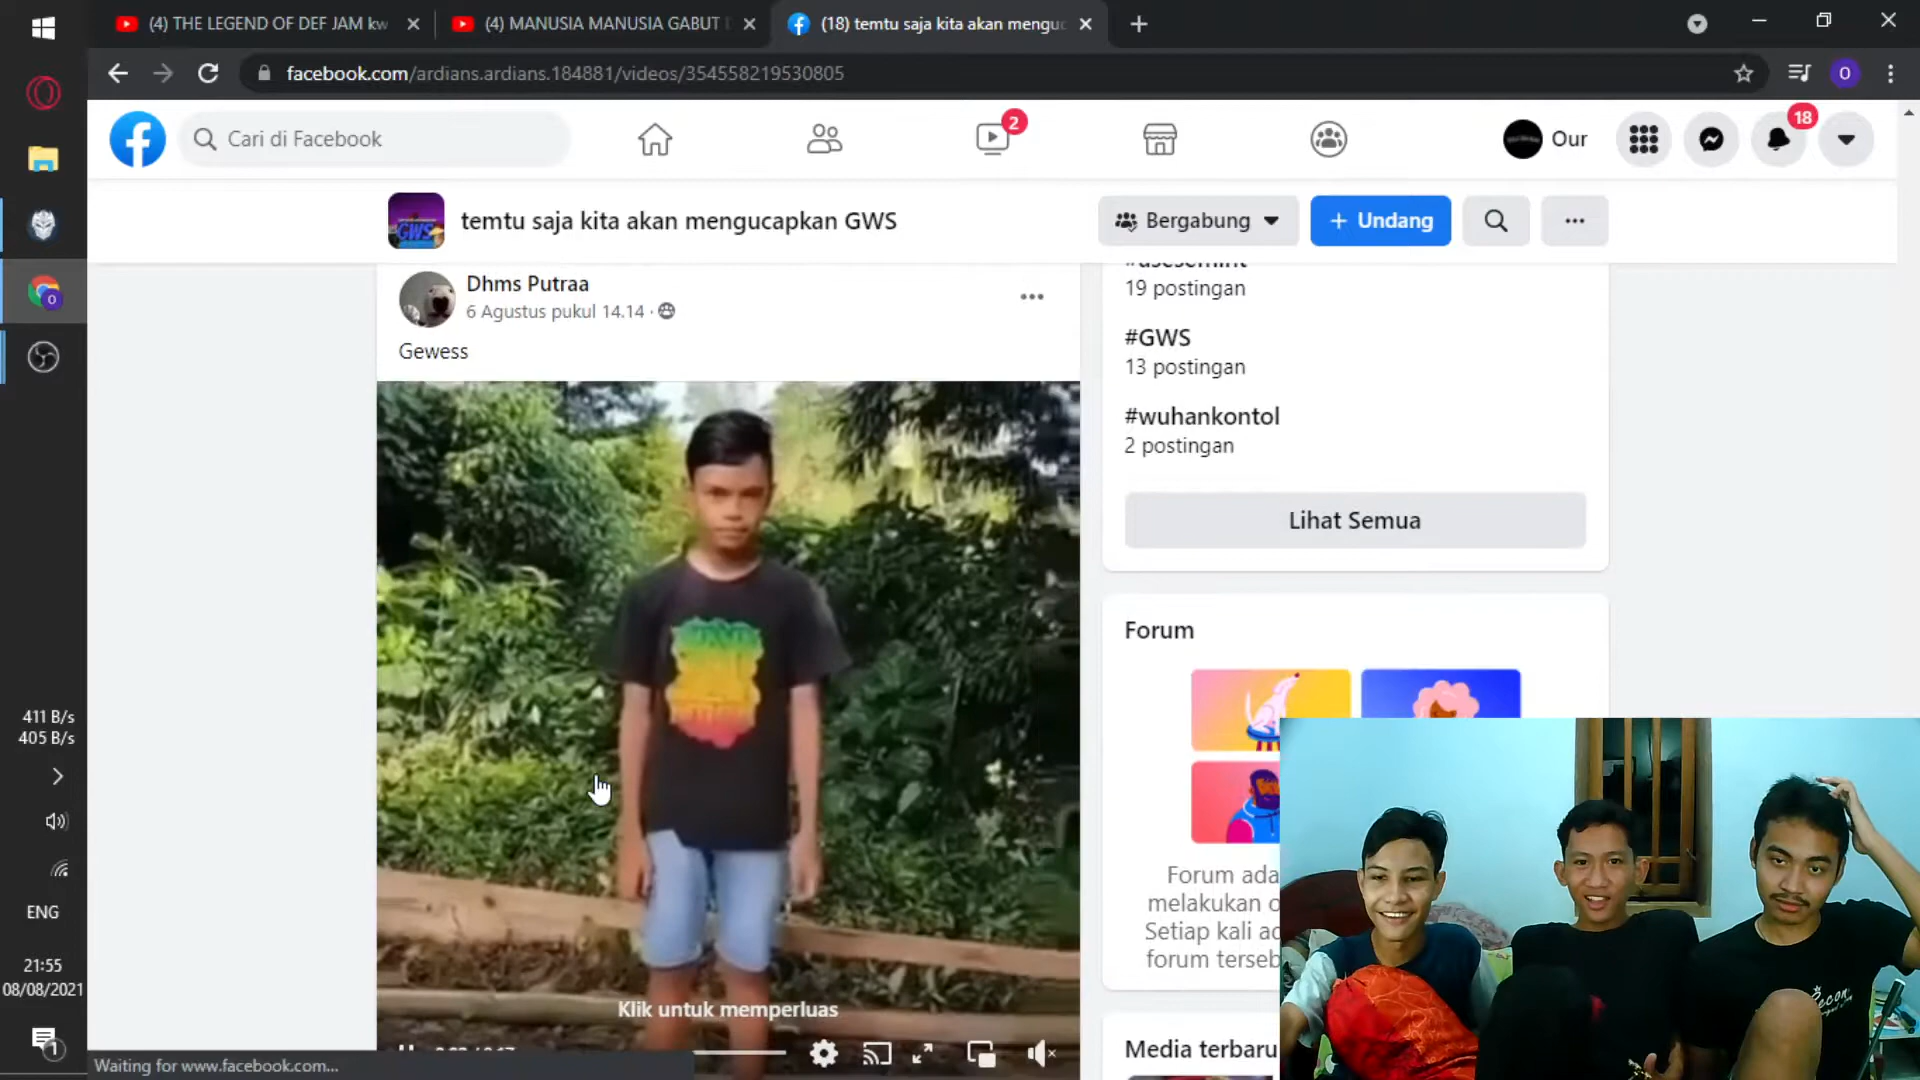 (4) THE LEGEND OF DEF JAM kw
(4) MANUSIA MANUSIA GABUT
(18) temtu saja kita akan menguc
facebook.com/ardians.ardians.184881/videos/354558219530805
O
Cari di Facebook
2
Our
18
GWS
temtu saja kita akan mengucapkan GWS
Bergabung
+ Undang
Dhms Putraa
6 Agustus pukul 14.14
Gewess
19 postingan
#GWS
13 postingan
#wuhankontol
2 postingan
Lihat Semua
Forum
Forum ada
melakukan o
Setiap kali ac
forum terseb
Media terbaru
Klik untuk memperluas
411 B/s
405 B/s
ENG
21:55
08/08/2021
1
Waiting for www.facebook.com...